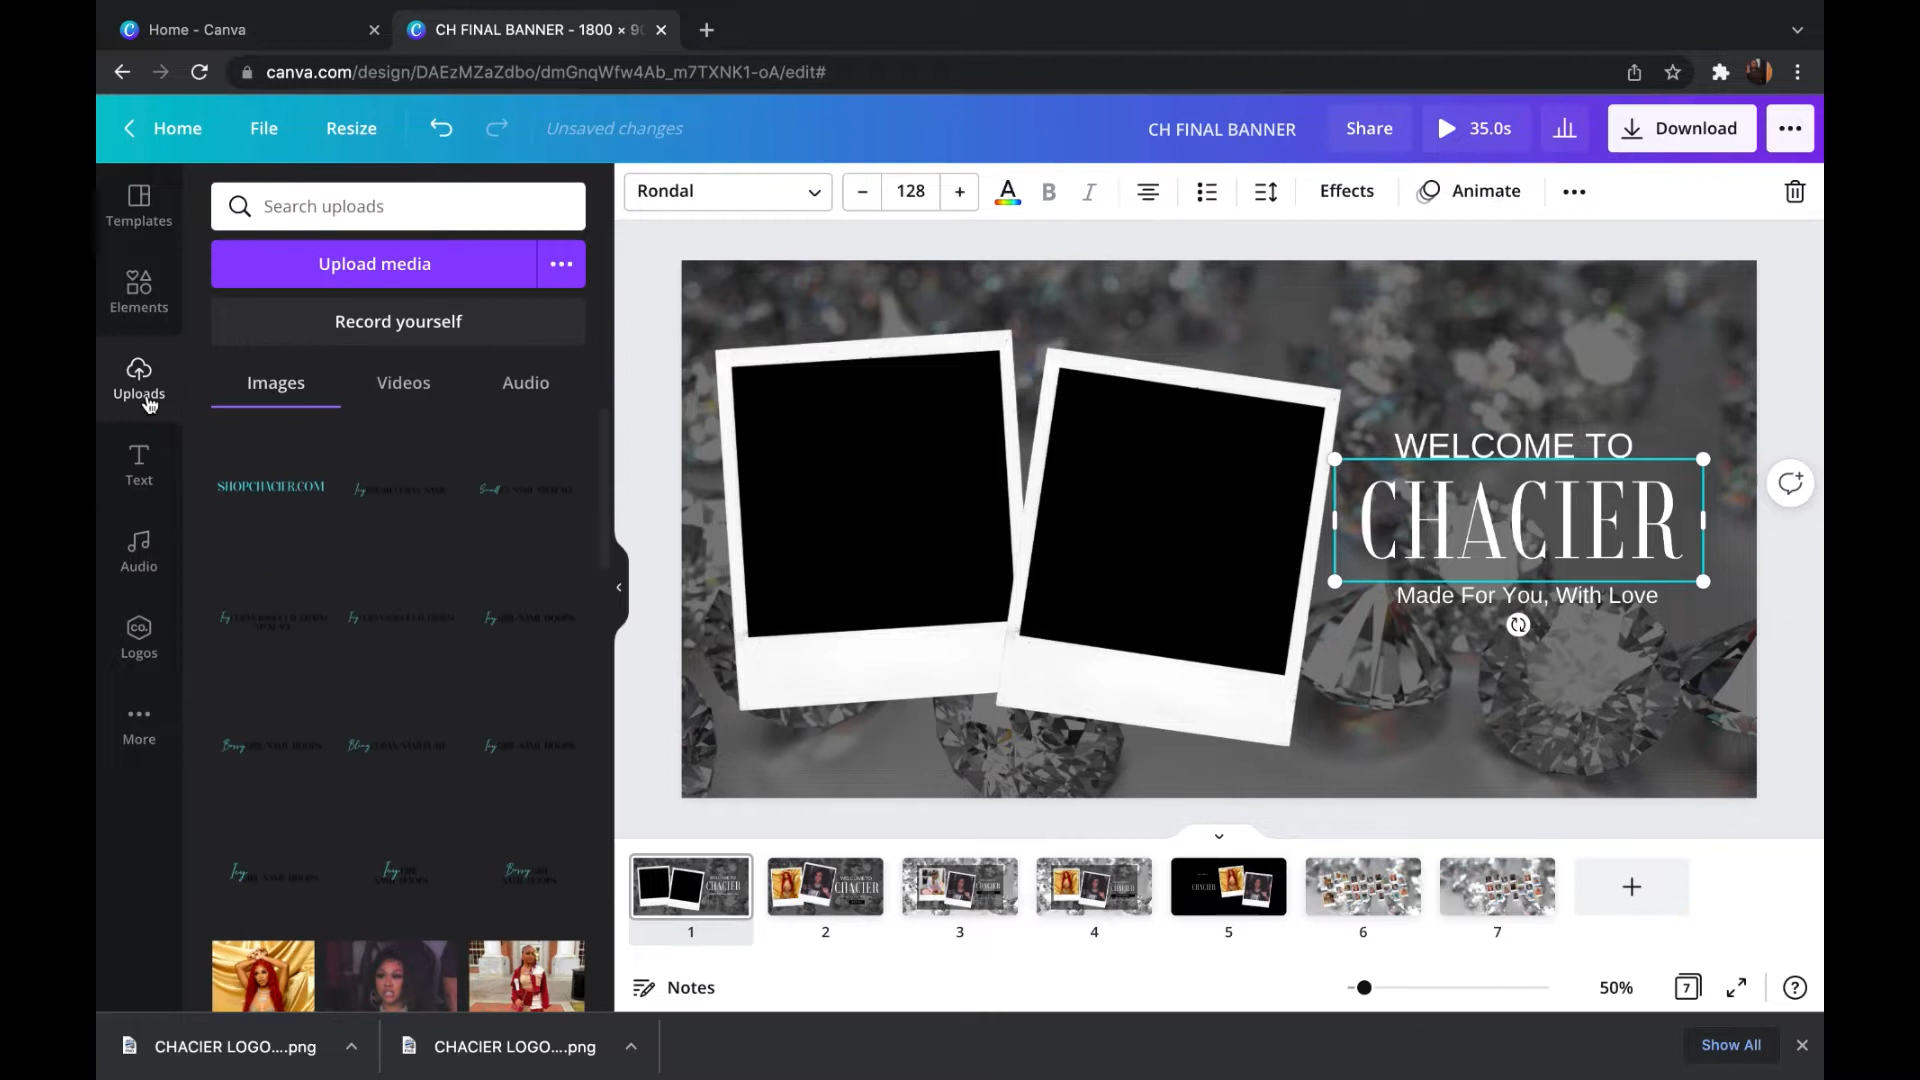 Home - Canva
CH FINAL BANNER - 1800 × 90
canva.com/design/DAEzMZaZdbo/dmGnqWfw4Ab_m7TXNK1-oA/edit#
Home
File
Resize
Unsaved changes
CH FINAL BANNER
Share
35.0s
Download
Templates
Elements
Uploads
Text
Audio
Logos
More
CO.
Search uploads
Upload media
Record yourself
Images
Videos
Audio
SHOPCHACIER.COM
Rondal
128
A
B
I
Effects
Animate
WELCOME TO
CHACIER
Made For You, With Love
1
2
3
4
5
6
7
Notes
50%
7
CHACIER LOGO....png
CHACIER LOGO....png
Show All